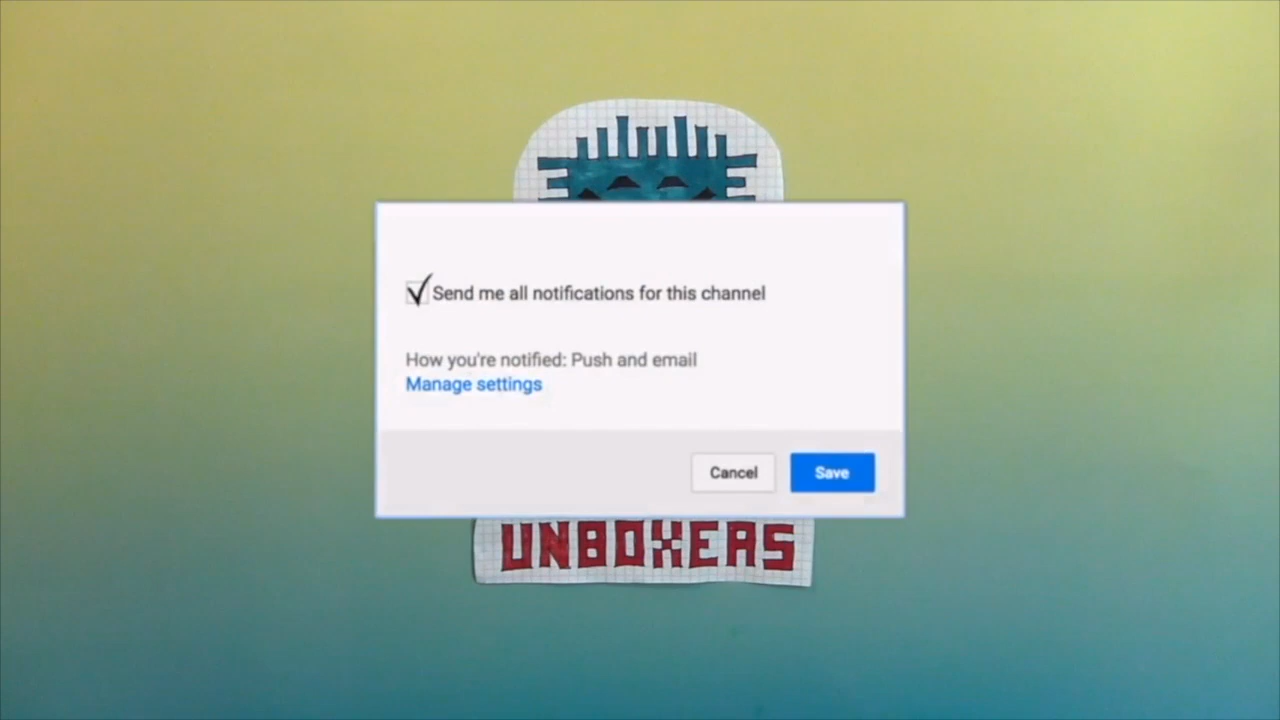 Send me all notifications for this channel
How you're notified: Push and email
Manage settings
Cancel
Save
UNBOXERS